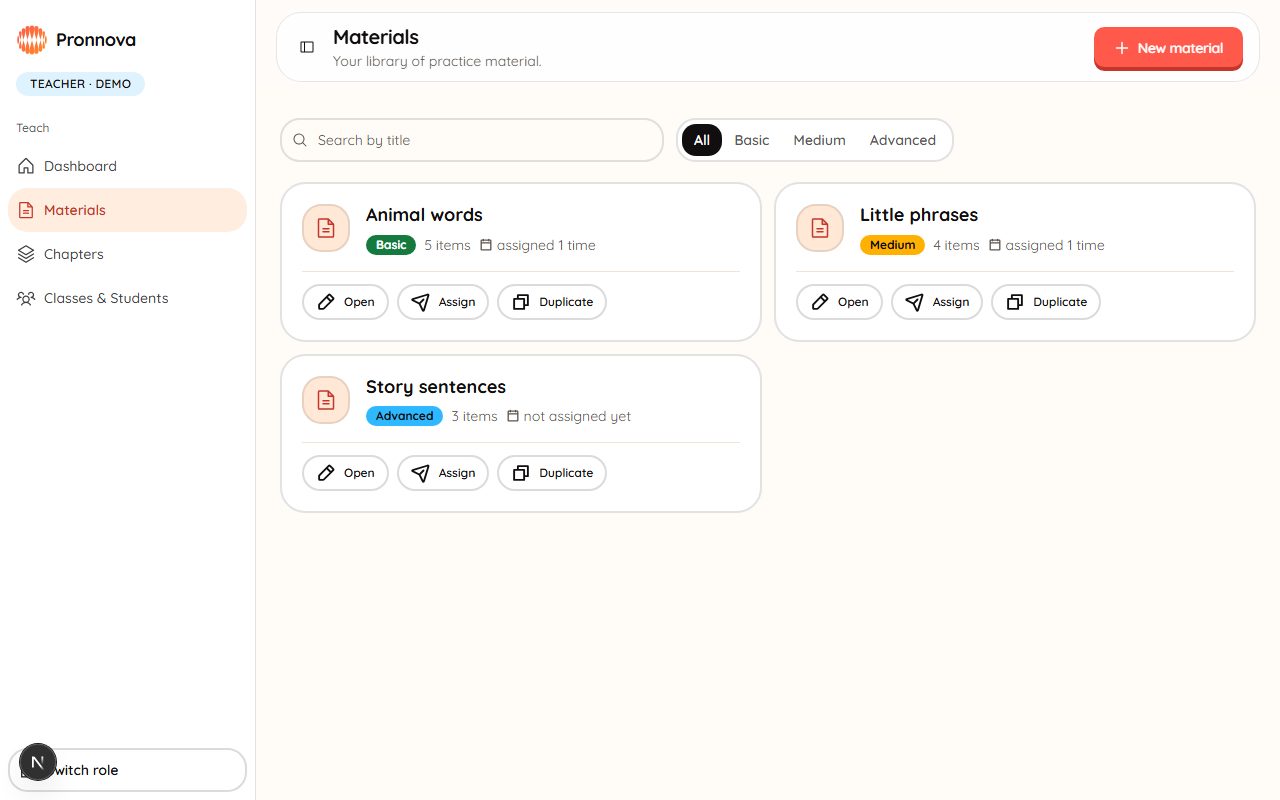 Pronnova
TEACHER · DEMO
Teach
Dashboard
Materials
Chapters
Classes & Students
N
witch role
Materials
Your library of practice material.
New material
Search by title
All Basic Medium Advanced
Animal words
Basic 5 items assigned 1 time
Open Assign Duplicate
Little phrases
Medium 4 items assigned 1 time
Open Assign Duplicate
Story sentences
Advanced 3 items not assigned yet
Open Assign Duplicate